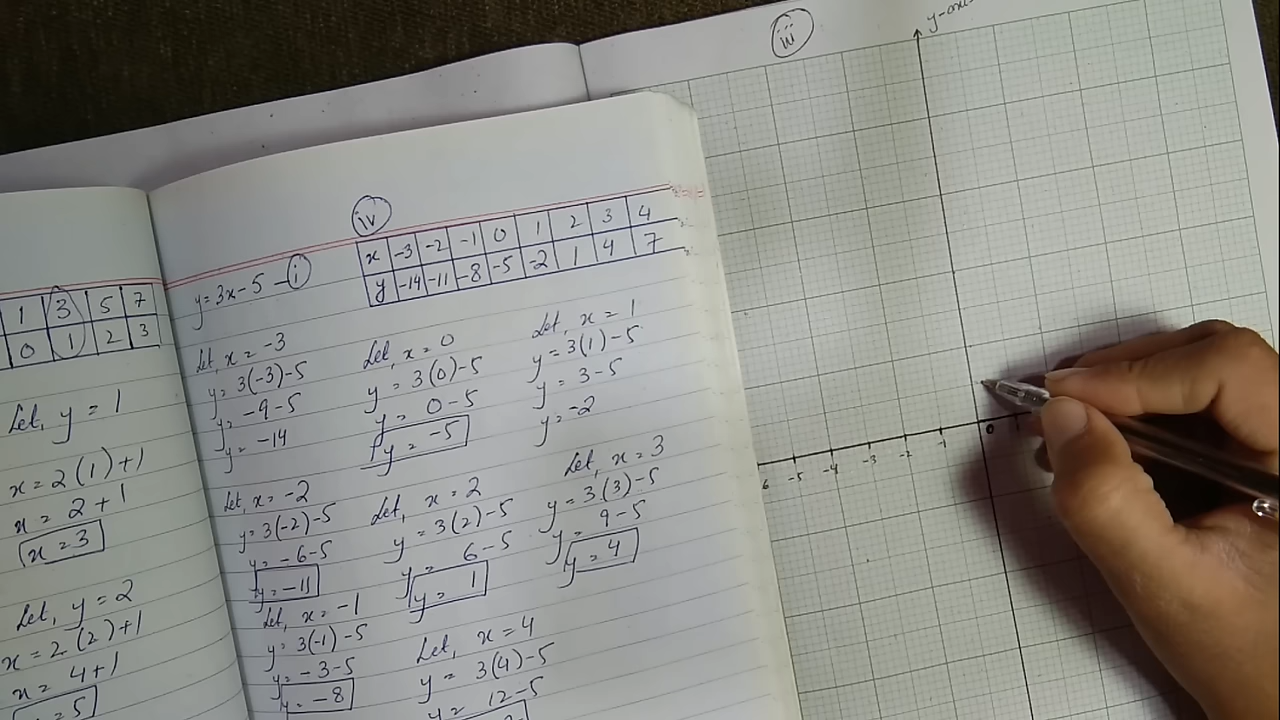 1 3 5 7
0 1 2 3
Let, y = 1
x = 2(1)+1
x = 2+1
x = 3
Let, y = 2
x = 2(2)+1
x = 4+1
x = 5
iv
x -3 -2 -1 0 1 2 3 4
y -14 -11 -8 -5 -2 1 4 7
y = 3x-5 - i
Let x = -3
y = 3(-3)-5
y = -9-5
y = -14
Let, x = -2
y = 3(-2)-5
y = -6-5
y = -11
Let, x = -1
y = 3(-1)-5
y = -3-5
y = -8
Let, x = 0
y = 3(0)-5
y = 0-5
y = -5
Let, x = 2
y = 3(2)-5
y = 6-5
y = 1
Let, x = 4
y = 3(4)-5
y = 12-5
Let, x = 1
y = 3(1)-5
y = 3-5
y = -2
Let, x = 3
y = 3(3)-5
y = 9-5
y = 4
iii
6 -5 -4 -3 -2 -1 0